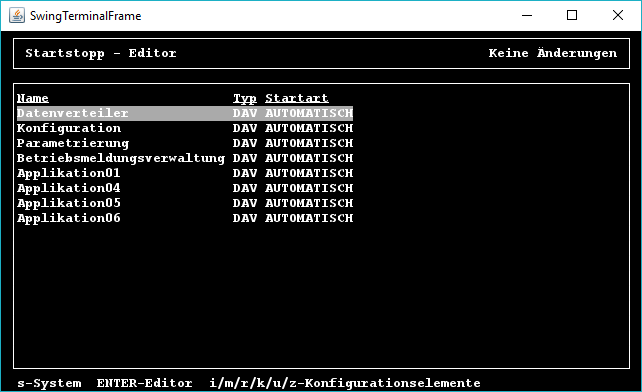 SwingTerminalFrame
Startstopp - Editor Keine Änderungen
Name Typ Startart
Datenverteiler DAV AUTOMATISCH
Konfiguration DAV AUTOMATISCH
Parametrierung DAV AUTOMATISCH
Betriebsmeldungsverwaltung DAV AUTOMATISCH
Applikation01 DAV AUTOMATISCH
Applikation04 DAV AUTOMATISCH
Applikation05 DAV AUTOMATISCH
Applikation06 DAV AUTOMATISCH
s-System ENTER-Editor i/m/r/k/u/z-Konfigurationselemente